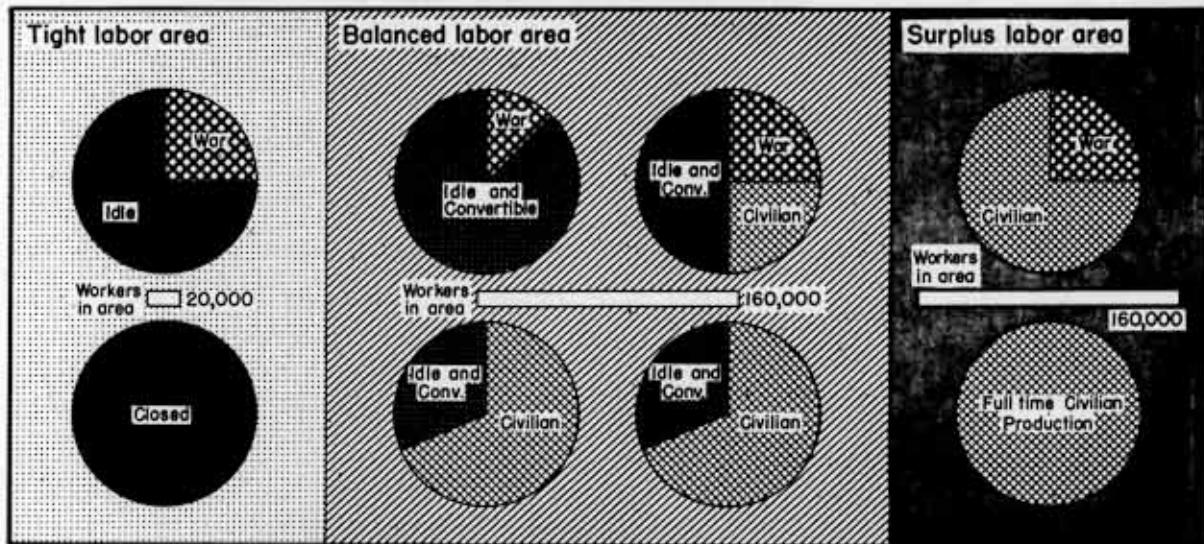 Tight labor area
War
Idle
Workers
in area
20,000
Closed
Balanced labor area
War
Idle and
Convertible
War
Idle and
Conv.
Civilian
Workers
in area
160,000
Idle and
Conv.
Civilian
Idle and
Conv.
Civilian
Surplus labor area
War
Civilian
Workers
in area
160,000
Full time Civilian
Production